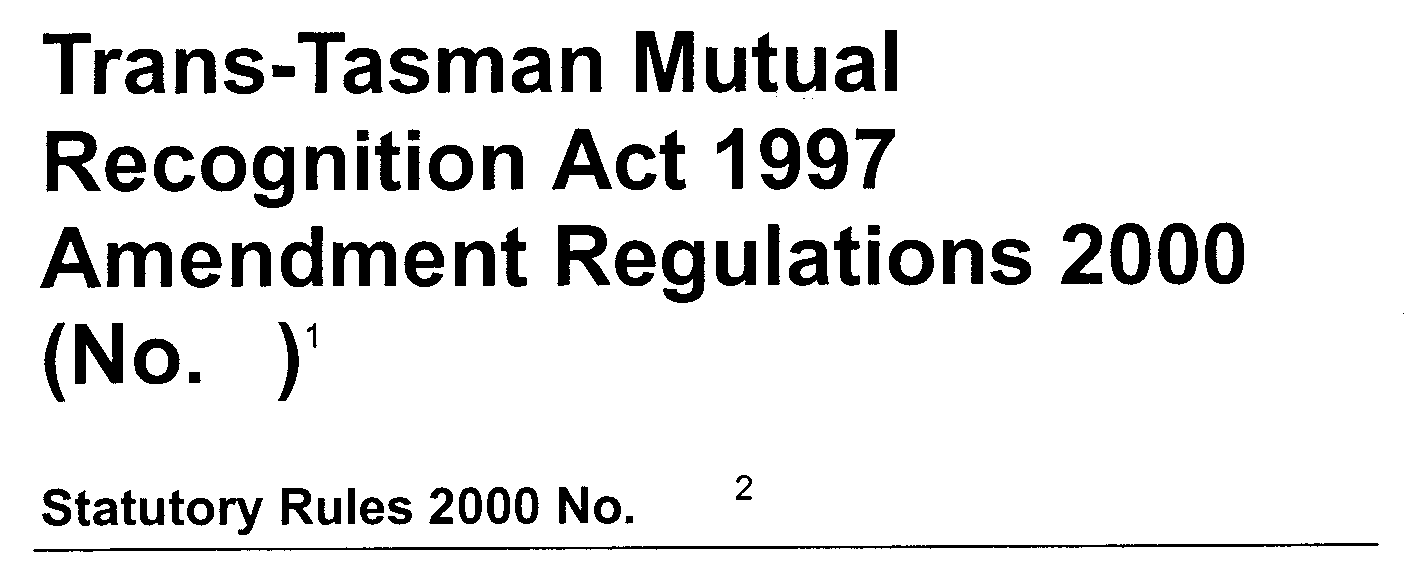 Trans-Tasman Mutual
Recognition Act 1997
Amendment Regulations 2000
(No.   )¹
Statutory Rules 2000 No.   ²